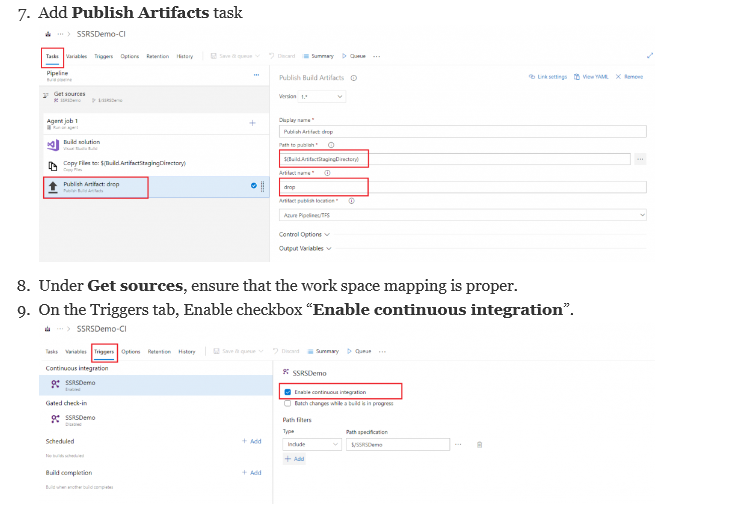 7. Add Publish Artifacts task
··· > SSRSDemo-CI
Tasks Variables Triggers Options Retention History Save & queue Discard Summary Queue ···
Pipeline
Build pipeline
···
Get sources
SSRSDemo $/SSRSDemo
Agent job 1
Run on agent
+
Build solution
Visual Studio Build
Copy Files to: $(Build.ArtifactStagingDirectory)
Copy Files
Publish Artifact: drop
Publish Build Artifacts
Publish Build Artifacts
Link settings View YAML Remove
Version 1.*
Display name *
Publish Artifact: drop
Path to publish *
$(Build.ArtifactStagingDirectory)
···
Artifact name *
drop
Artifact publish location *
Azure Pipelines/TFS
Control Options
Output Variables
8. Under Get sources, ensure that the work space mapping is proper.
9. On the Triggers tab, Enable checkbox “Enable continuous integration”.
··· > SSRSDemo-CI
Tasks Variables Triggers Options Retention History Save & queue Discard Summary Queue ···
Continuous integration
SSRSDemo
Enabled
Gated check-in
SSRSDemo
Disabled
Scheduled + Add
No builds scheduled
Build completion + Add
Build when another build completes
SSRSDemo
Enable continuous integration
Batch changes while a build is in progress
Path filters
Type Path specification
Include $/SSRSDemo ···
+ Add